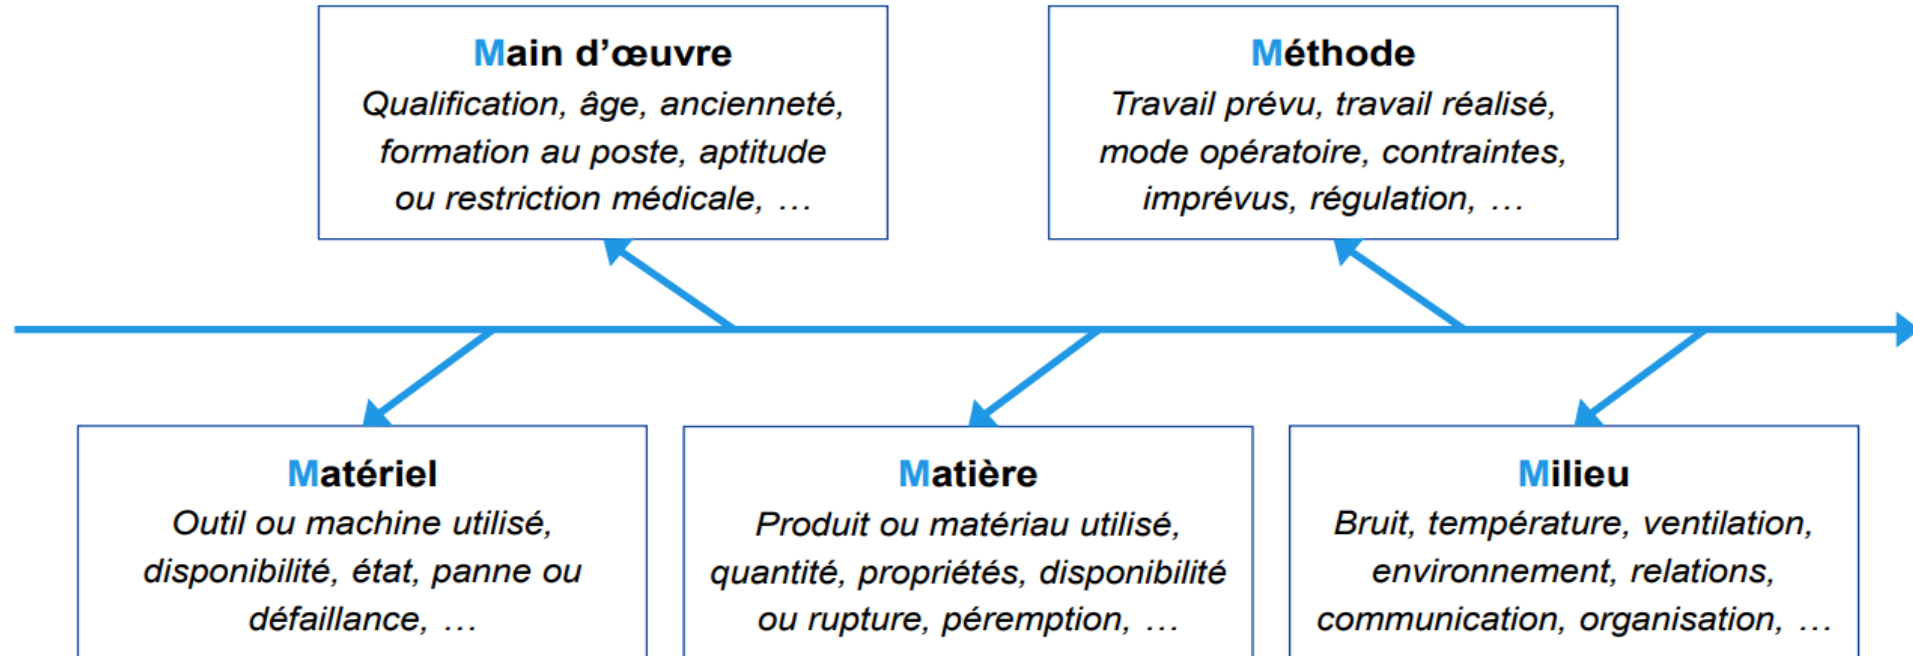 Main d’œuvre
Qualification, âge, ancienneté,
formation au poste, aptitude
ou restriction médicale, …
Méthode
Travail prévu, travail réalisé,
mode opératoire, contraintes,
imprévus, régulation, …
Matériel
Outil ou machine utilisé,
disponibilité, état, panne ou
défaillance, …
Matière
Produit ou matériau utilisé,
quantité, propriétés, disponibilité
ou rupture, péremption, …
Milieu
Bruit, température, ventilation,
environnement, relations,
communication, organisation, …